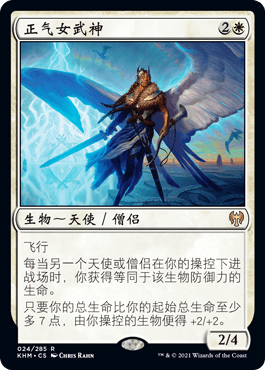 正气女武神 2
生物～天使／僧侣
飞行
每当另一个天使或僧侣在你的操控下进
战场时，你获得等同于该生物防御力的
生命。
只要你的总生命比你的起始总生命至少
多7点，由你操控的生物便得+2/+2。
2/4
024/285 R
KHM • CS CHRIS RAHN
™ & © 2021 Wizards of the Coast